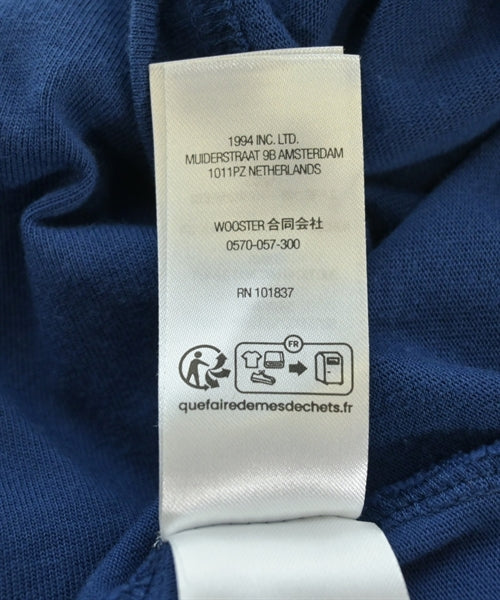 1994 INC. LTD.
MUIDERSTRAAT 9B AMSTERDAM
1011PZ NETHERLANDS
WOOSTER 合同会社
0570-057-300
RN 101837
FR
quefairedemesdechets.fr